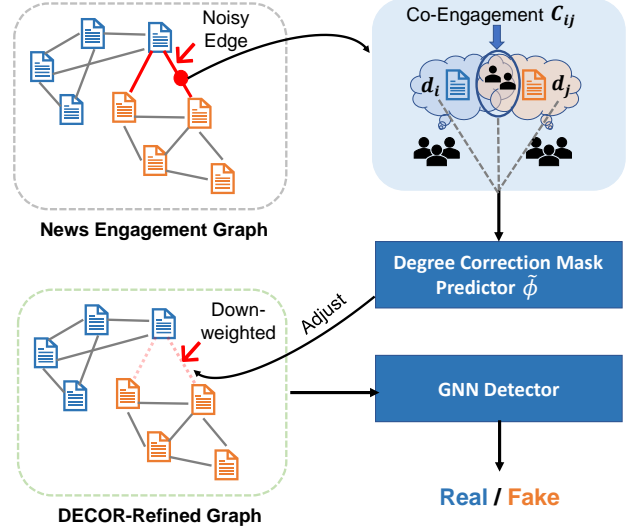 Noisy
Edge
Co-Engagement C_ij
d_i
d_j
News Engagement Graph
Degree Correction Mask
Predictor ϕ̃
Adjust
Down-
weighted
GNN Detector
Real / Fake
DECOR-Refined Graph